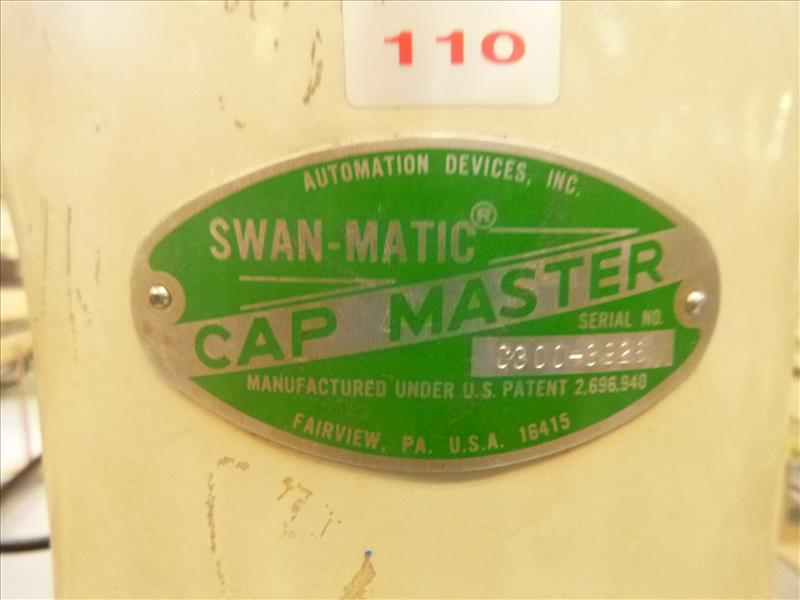 110
AUTOMATION DEVICES, INC.
SWAN-MATIC®
CAP MASTER
SERIAL NO.
MANUFACTURED UNDER U.S. PATENT 2,696,940
FAIRVIEW, PA. U.S.A. 16415